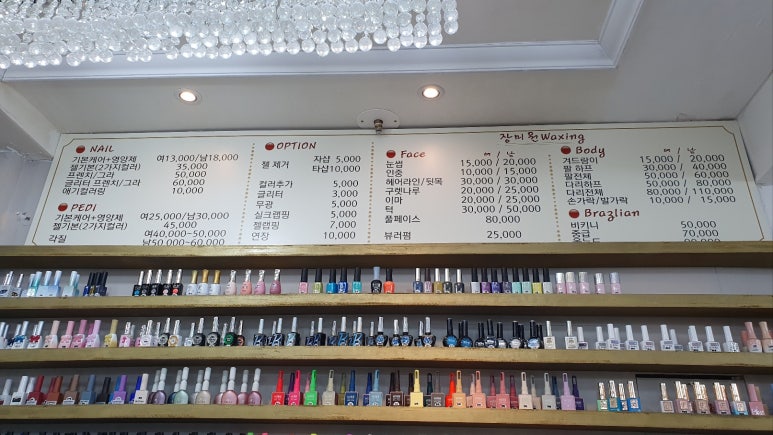 NAIL
기본케어+영양제 여13,000/남18,000
젤기본(2가지컬러) 35,000
프렌치/그라 50,000
글리터 프렌치/그라 60,000
애기컬러링 10,000
PEDI
기본케어+영양제 여25,000/남30,000
젤기본(2가지컬러) 45,000
각질 여40,000~50,000
남50,000~60,000
OPTION
젤 제거 자샵 5,000
타샵10,000
컬러추가 5,000
글리터 3,000
무광 5,000
실크랩핑 5,000
젤랩핑 7,000
연장 10,000
장미원Waxing
Face 여 / 남
눈썹 15,000 / 20,000
인중 10,000 / 15,000
헤어라인/뒷목 30,000 / 30,000
구렛나루 20,000 / 25,000
이마 20,000 / 25,000
턱 30,000 / 50,000
풀페이스 80,000
뷰러펌 25,000
Body 여 / 남
겨드랑이 15,000 / 20,000
팔 하프 40,000 / 50,000
팔전체 50,000 / 60,000
다리하프 50,000 / 80,000
다리전체 80,000 / 110,000
손가락/발가락 10,000 / 15,000
Brazlian
비키니 50,000
중급 70,000